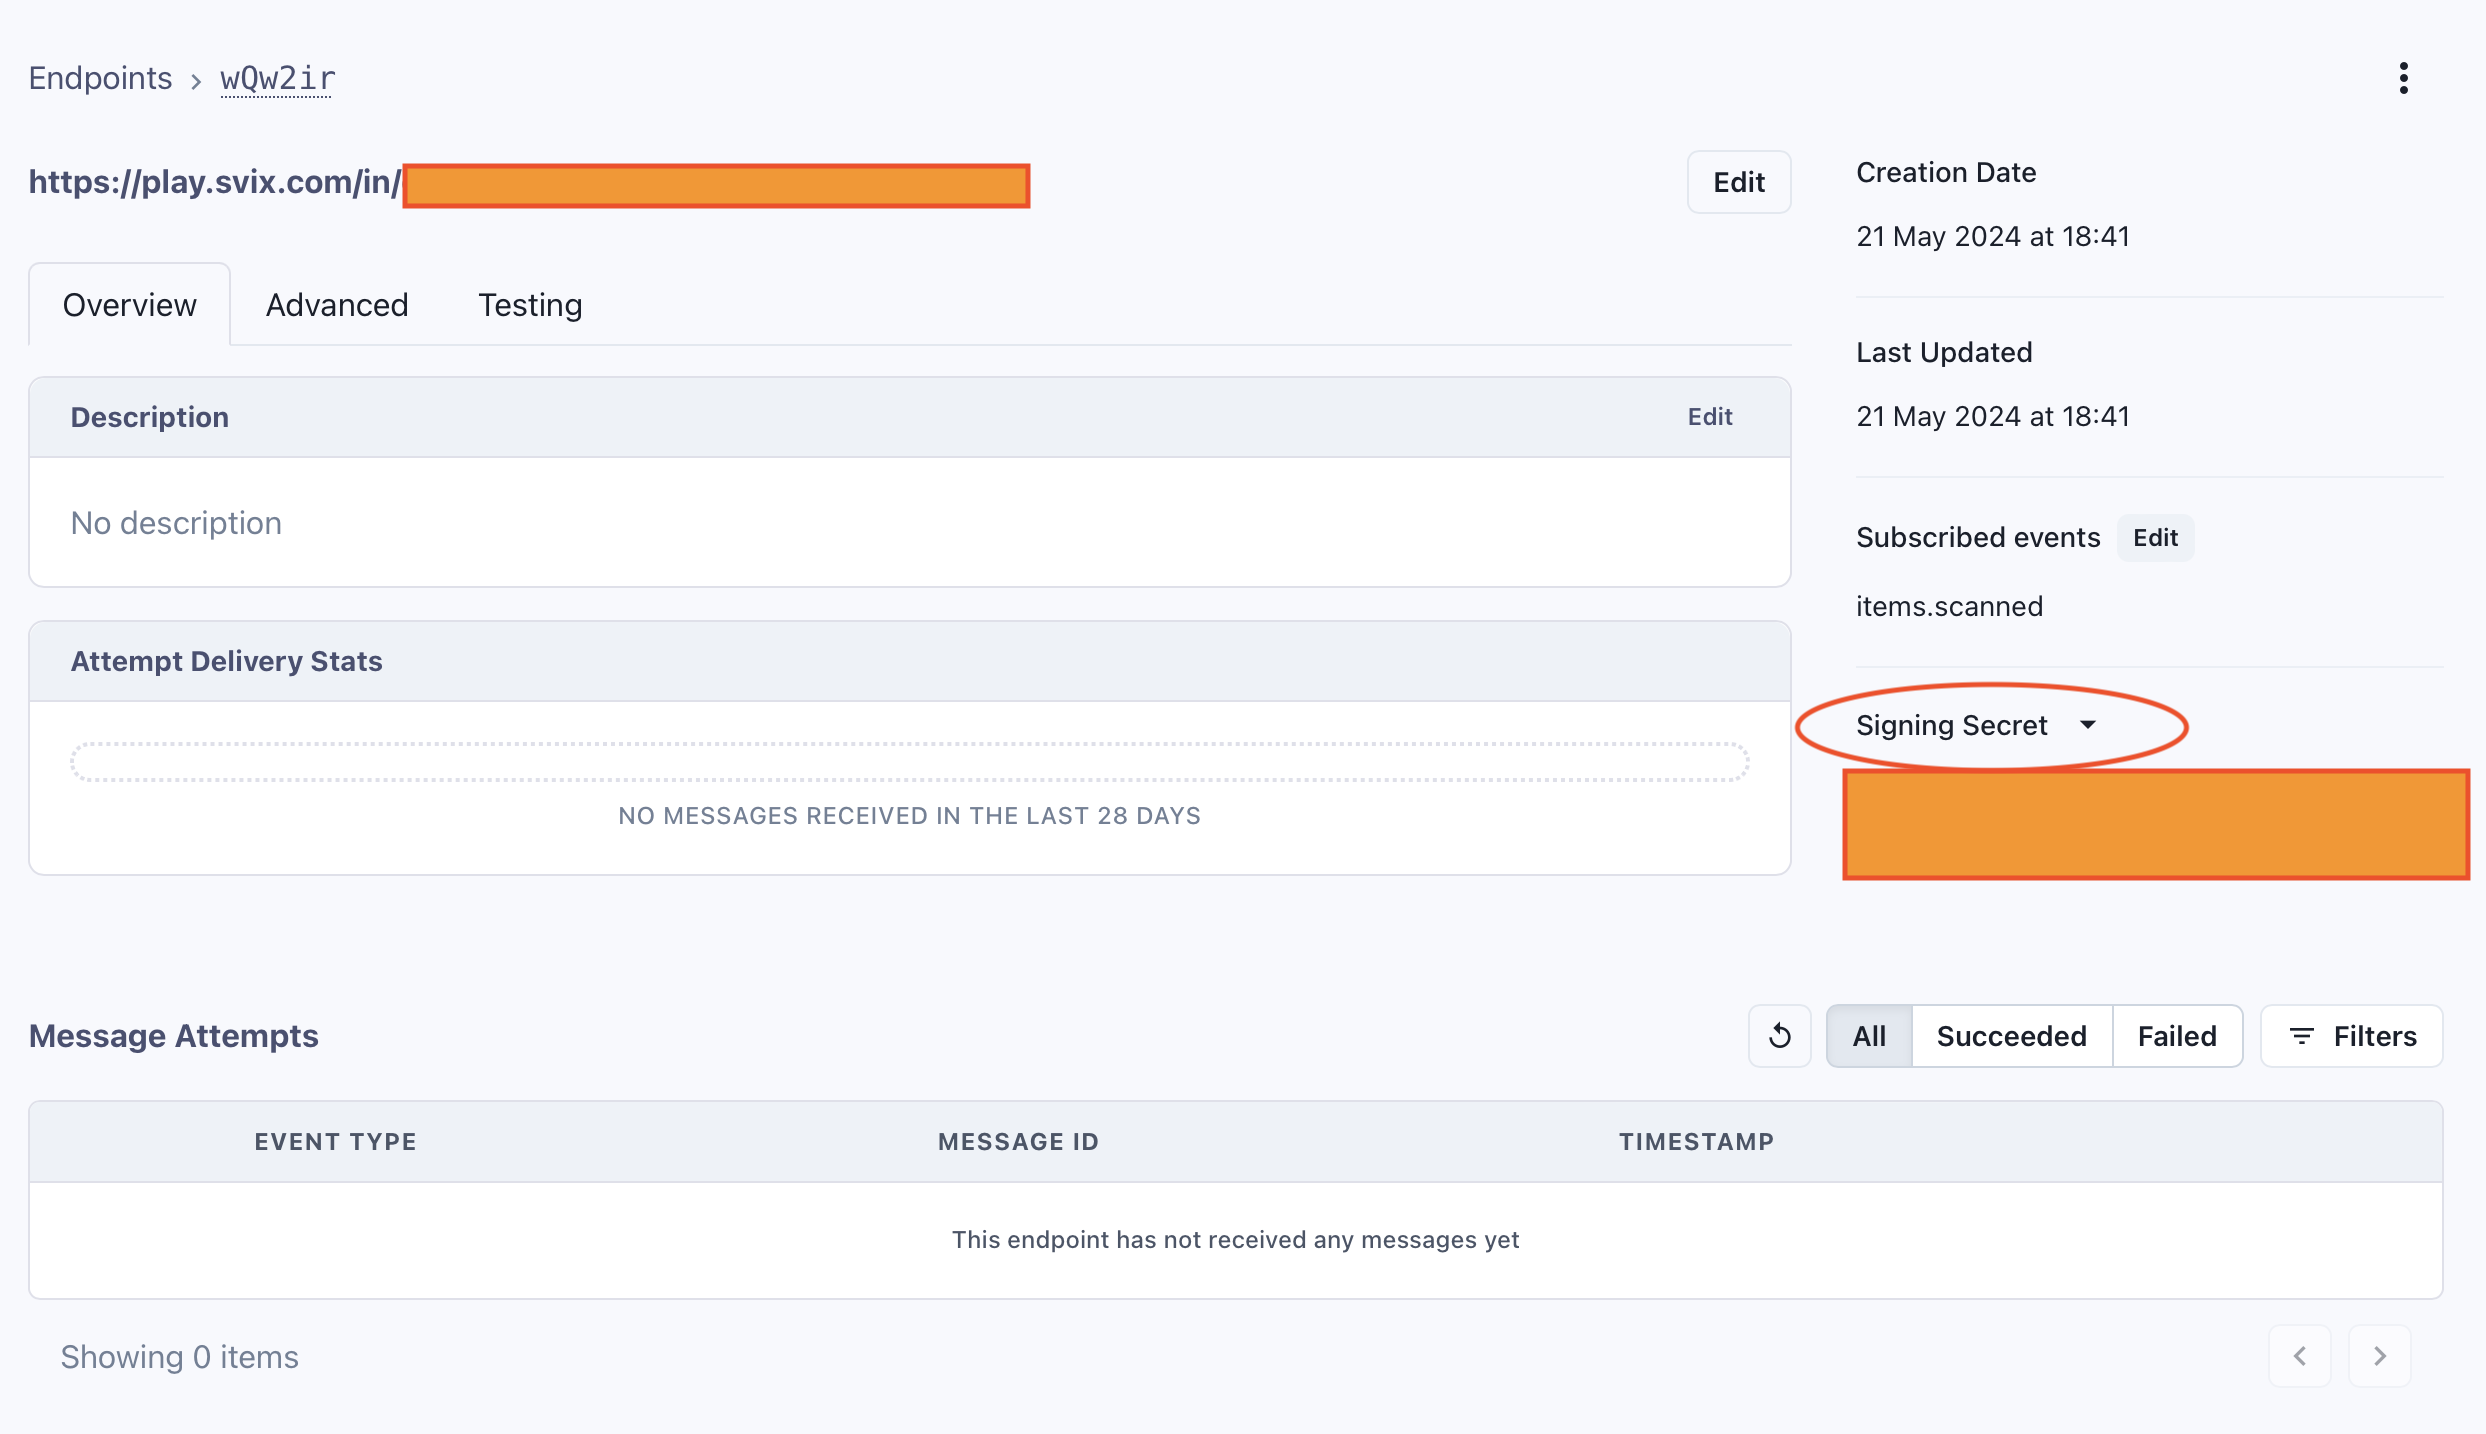 Endpoints › wQw2ir
https://play.svix.com/in/
Edit
Overview
Advanced
Testing
Description
Edit
No description
Attempt Delivery Stats
NO MESSAGES RECEIVED IN THE LAST 28 DAYS
Creation Date
21 May 2024 at 18:41
Last Updated
21 May 2024 at 18:41
Subscribed events
Edit
items.scanned
Signing Secret
Message Attempts
All
Succeeded
Failed
Filters
EVENT TYPE
MESSAGE ID
TIMESTAMP
This endpoint has not received any messages yet
Showing 0 items